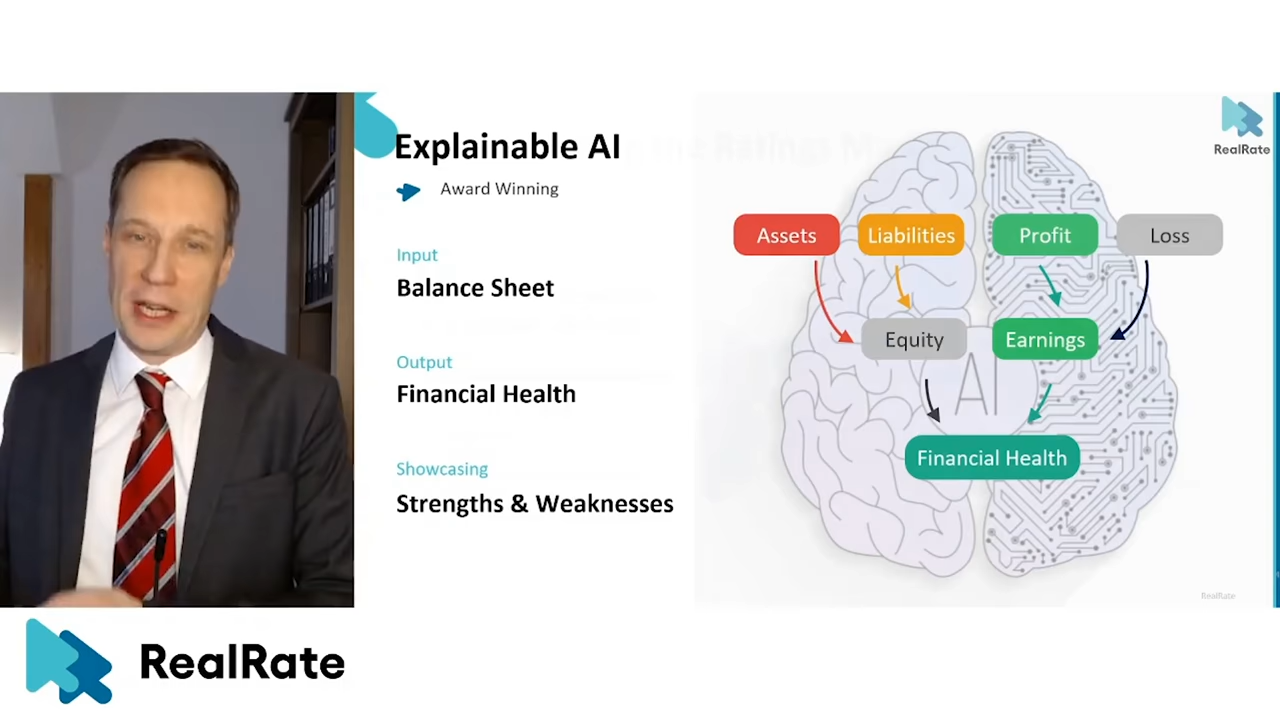 Explainable AI
Award Winning
Input
Balance Sheet
Output
Financial Health
Showcasing
Strengths & Weaknesses
RealRate
Assets
Liabilities
Profit
Loss
Equity
Earnings
AI
Financial Health
RealRate
RealRate